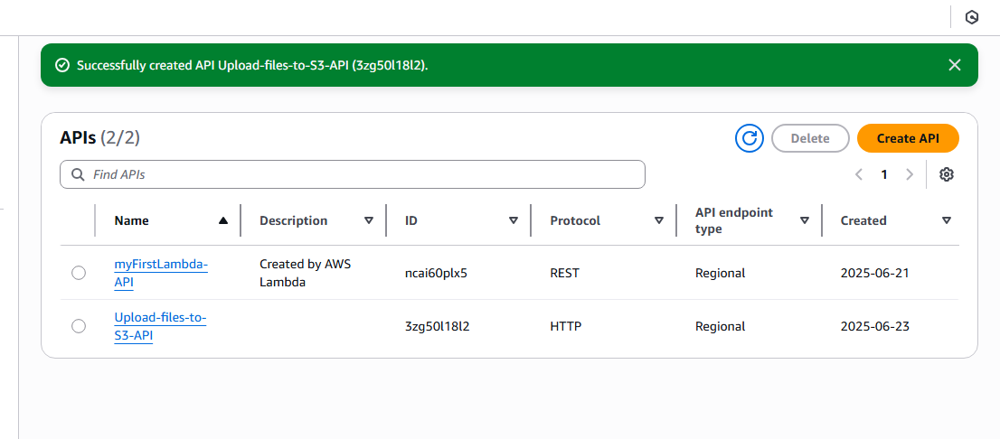 Successfully created API Upload-files-to-S3-API (3zg50l18l2).
APIs (2/2)
Delete
Create API
Find APIs
1
Name
Description
ID
Protocol
API endpoint
type
Created
myFirstLambda-
API
Created by AWS
Lambda
ncai60plx5
REST
Regional
2025-06-21
Upload-files-to-
S3-API
3zg50l18l2
HTTP
Regional
2025-06-23